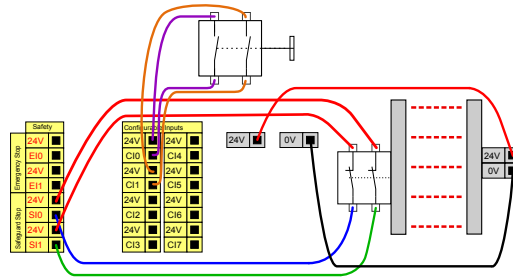 Safety
Emergency Stop
24V
EI0
24V
EI1
Safeguard Stop
24V
SI0
24V
SI1
Configurable Inputs
24V 24V
CI0 CI4
24V 24V
CI1 CI5
24V 24V
CI2 CI6
24V 24V
CI3 CI7
24V
0V
24V
0V